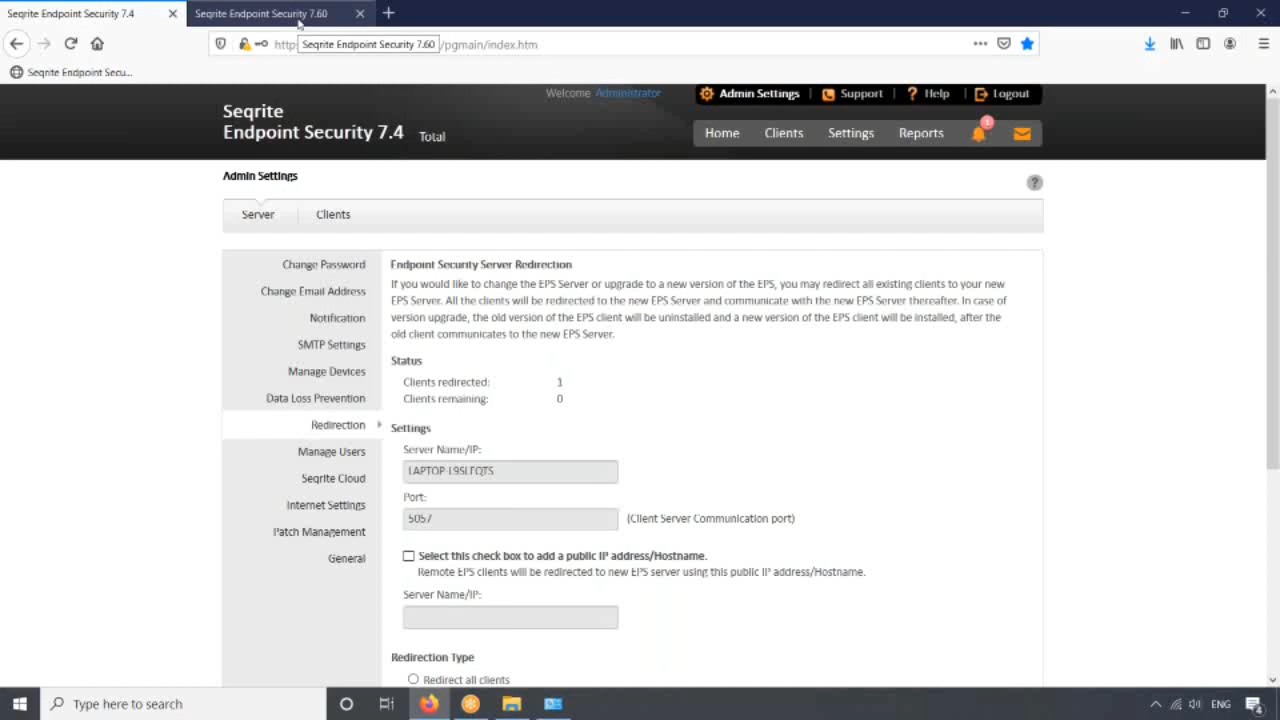 Seqrite Endpoint Security 7.4
Seqrite Endpoint Security 7.60
http
Seqrite Endpoint Security 7.60
/pgmain/index.htm
Seqrite Endpoint Secu...
Welcome Administrator
Admin Settings
Support
Help
Logout
Seqrite
Endpoint Security 7.4 Total
Home
Clients
Settings
Reports
1
Admin Settings
?
Server
Clients
Change Password
Change Email Address
Notification
SMTP Settings
Manage Devices
Data Loss Prevention
Redirection
Manage Users
Seqrite Cloud
Internet Settings
Patch Management
General
Endpoint Security Server Redirection
If you would like to change the EPS Server or upgrade to a new version of the EPS, you may redirect all existing clients to your new
EPS Server. All the clients will be redirected to the new EPS Server and communicate with the new EPS Server thereafter. In case of
version upgrade, the old version of the EPS client will be uninstalled and a new version of the EPS client will be installed, after the
old client communicates to the new EPS Server.
Status
Clients redirected: 1
Clients remaining: 0
Settings
Server Name/IP:
Port:
5057
(Client Server Communication port)
Select this check box to add a public IP address/Hostname.
Remote EPS clients will be redirected to new EPS server using this public IP address/Hostname.
Server Name/IP:
Redirection Type
Redirect all clients
Type here to search
ENG
4